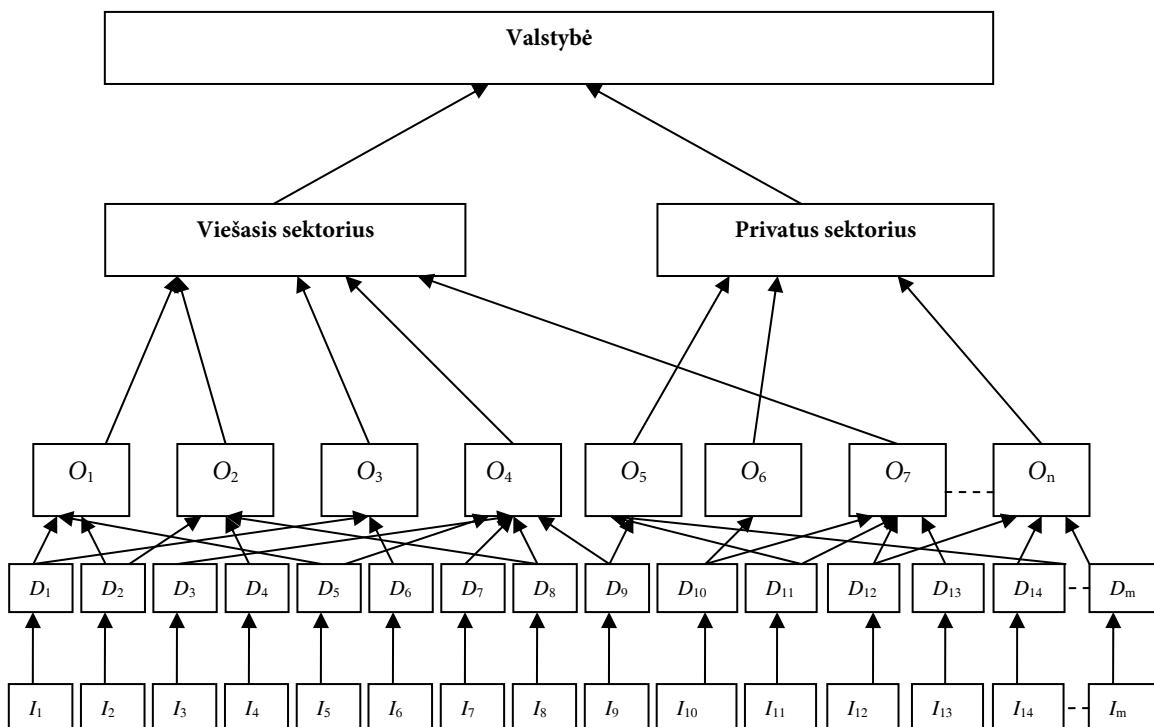 Valstybė
Viešasis sektorius Privatus sektorius
O1 O2 O3 O4 O5 O6 O7 On
D1 D2 D3 D4 D5 D6 D7 D8 D9 D10 D11 D12 D13 D14 Dm
I1 I2 I3 I4 I5 I6 I7 I8 I9 I10 I11 I12 I13 I14 Im